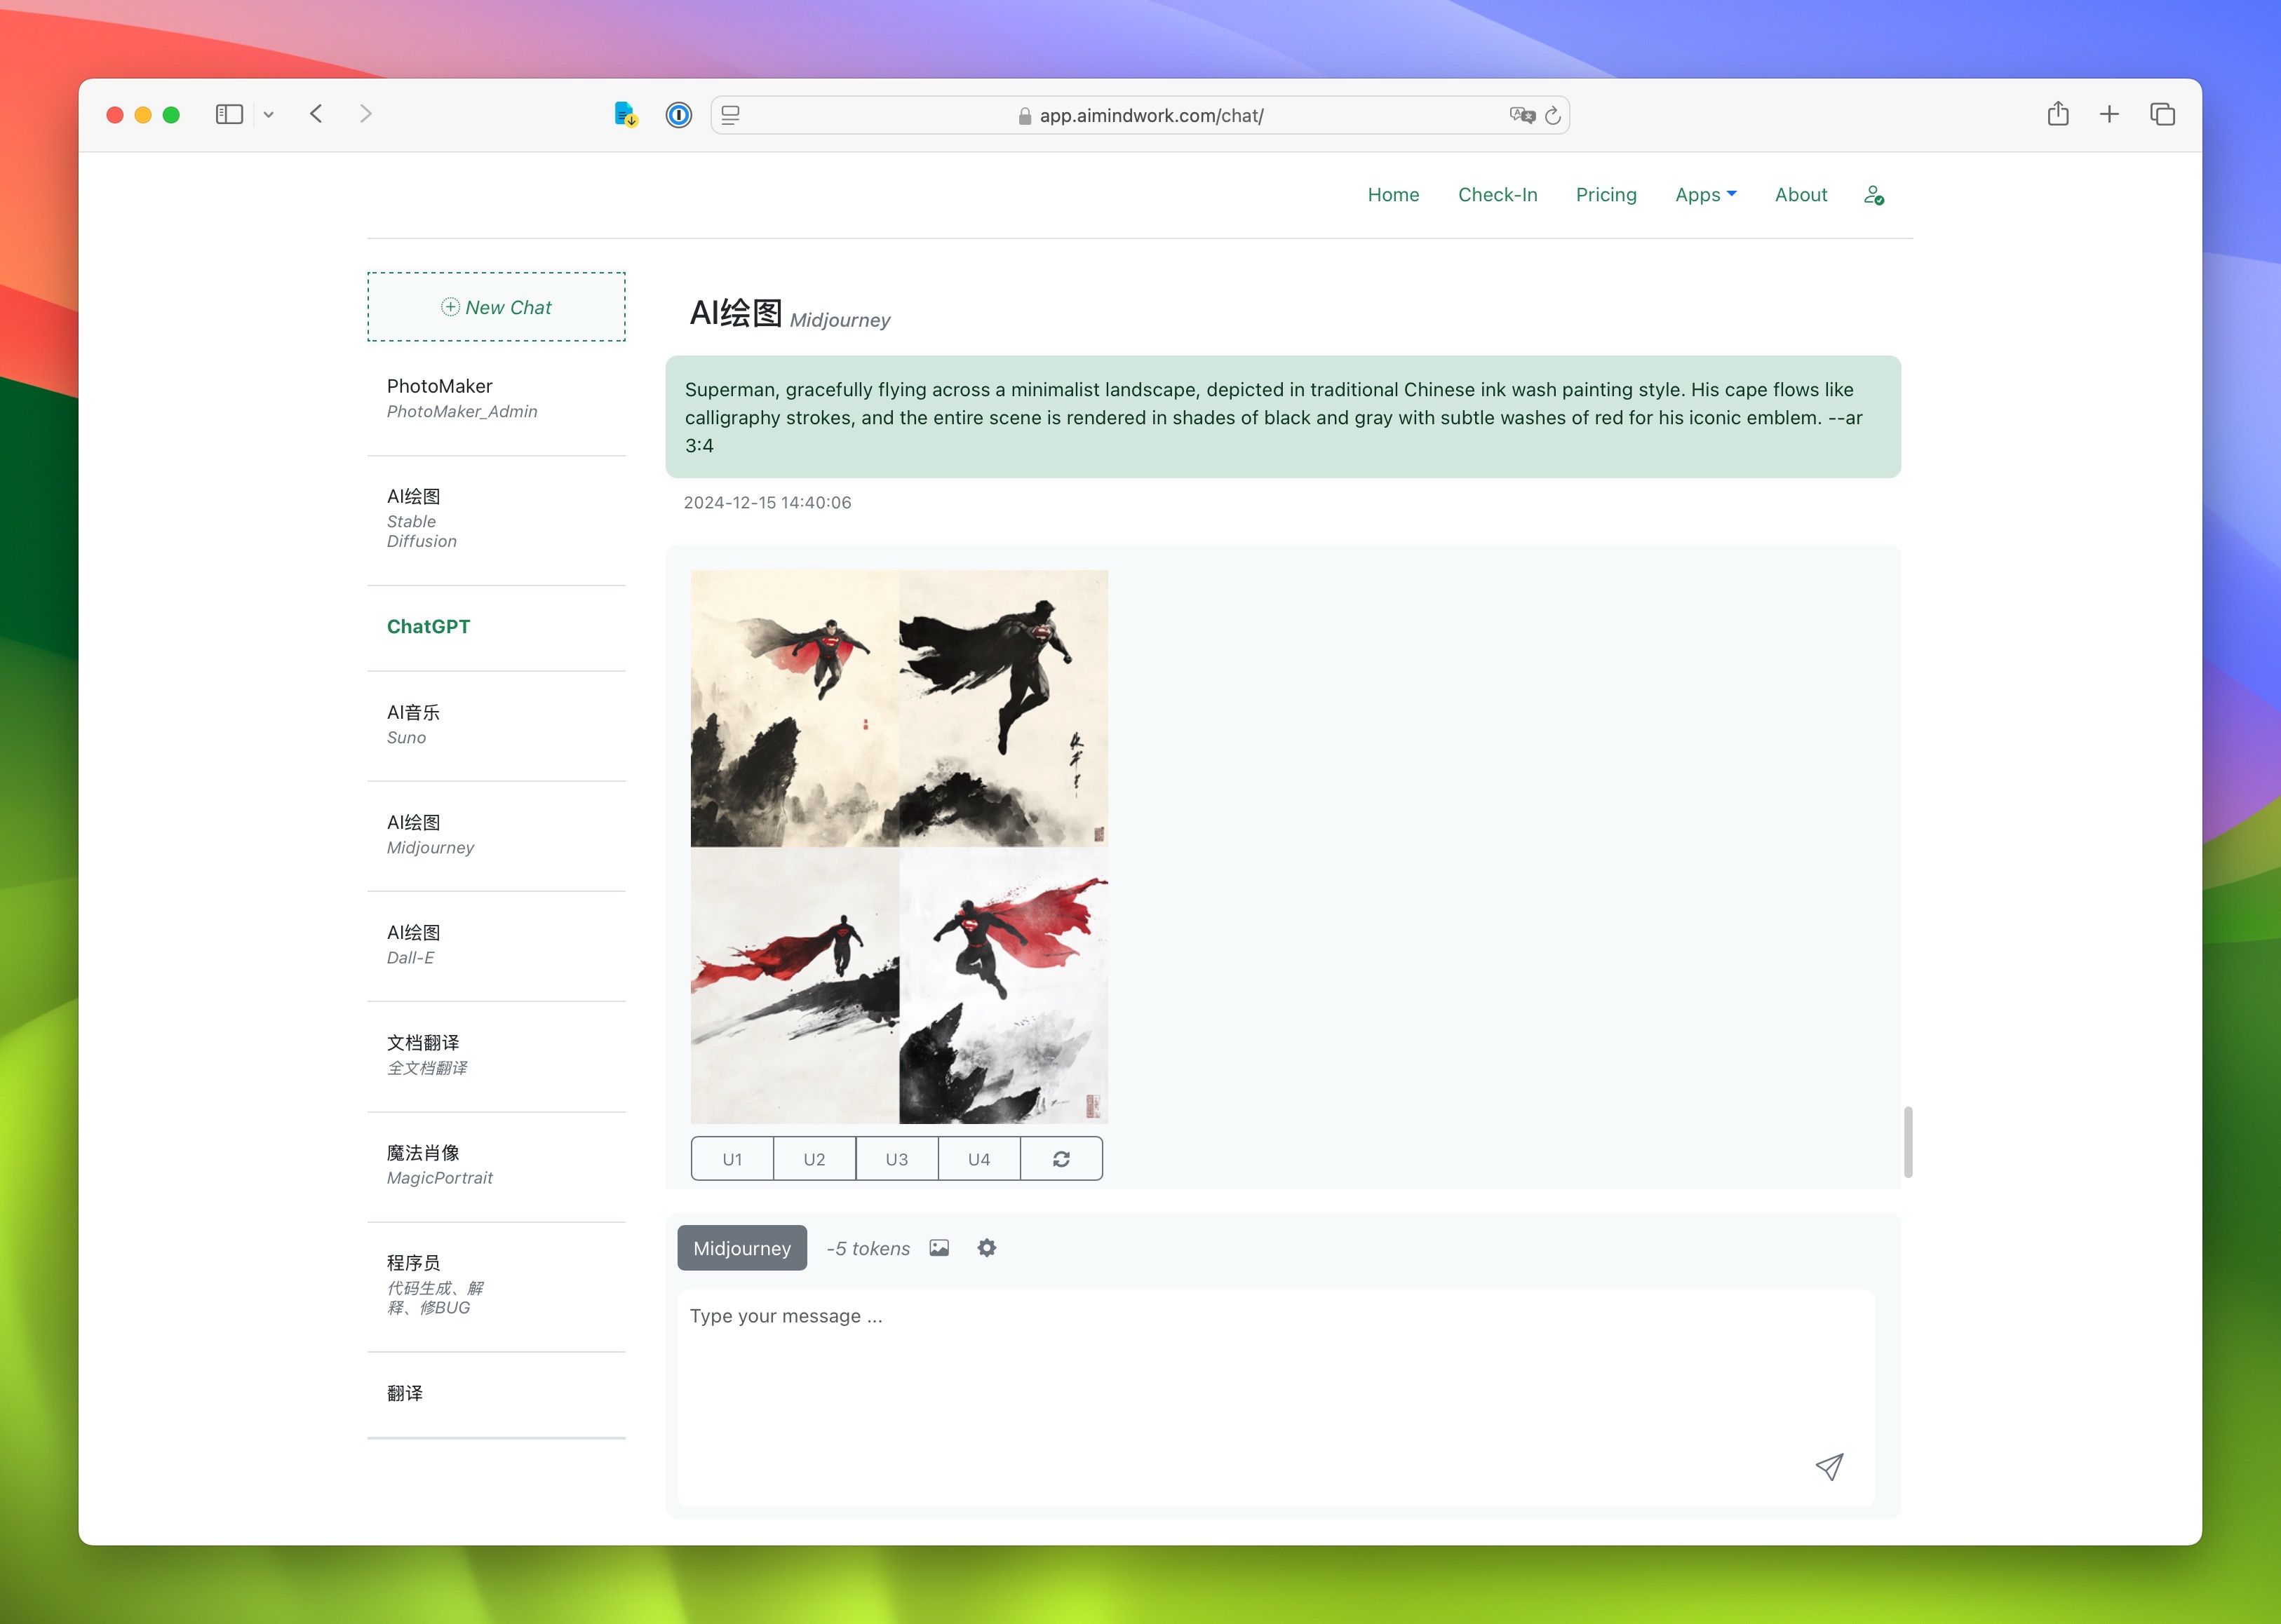 app.aimindwork.com/chat/
Home Check-In Pricing Apps About
New Chat
PhotoMaker
PhotoMaker_Admin
AI绘图
Stable
Diffusion
ChatGPT
AI音乐
Suno
AI绘图
Midjourney
AI绘图
Dall-E
文档翻译
全文档翻译
魔法肖像
MagicPortrait
程序员
代码生成、解
释、修BUG
翻译
AI绘图 Midjourney
Superman, gracefully flying across a minimalist landscape, depicted in traditional Chinese ink wash painting style. His cape flows like
calligraphy strokes, and the entire scene is rendered in shades of black and gray with subtle washes of red for his iconic emblem. --ar
3:4
2024-12-15 14:40:06
U1 U2 U3 U4
Midjourney -5 tokens
Type your message ...